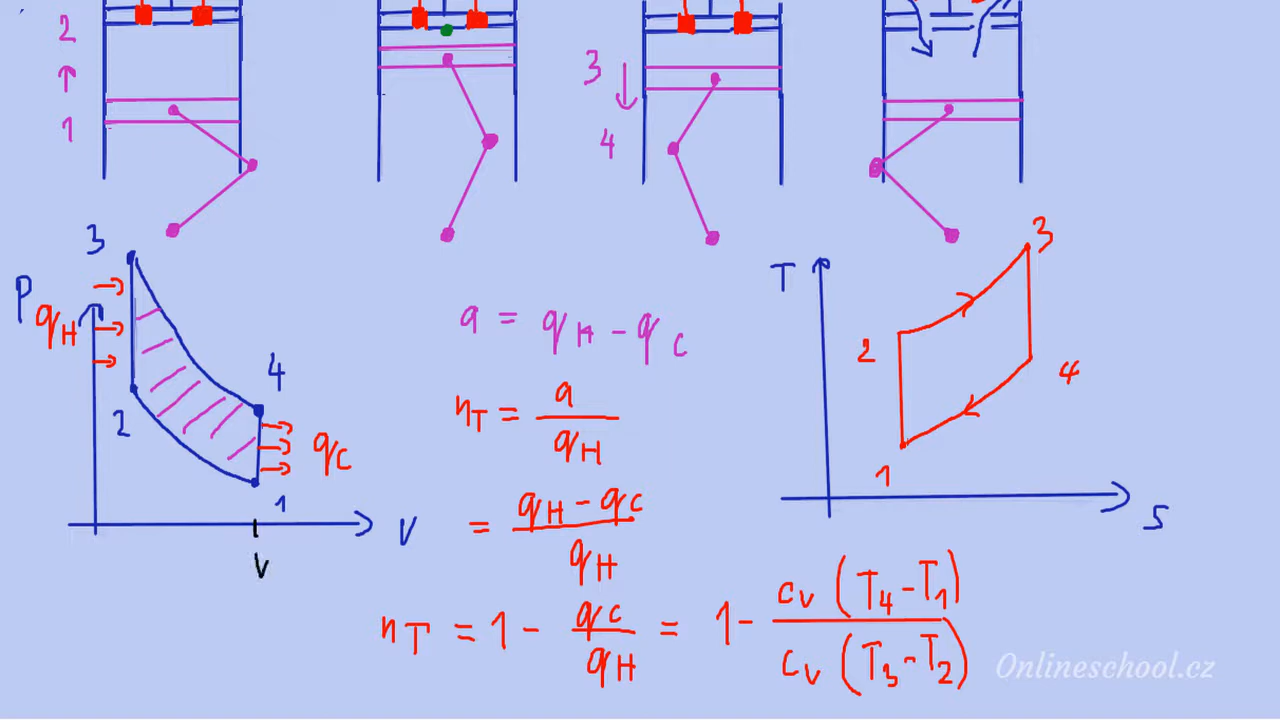 2
↑
1
3
↓
4
3
P
qH
2
4
qC
1
V
V
a = qH - qC
ηT = a / qH
= qH - qC / qH
ηT = 1 - qC / qH = 1 - cV (T4 - T1) / cV (T3 - T2)
T
3
2
4
1
S
Onlineschool.cz